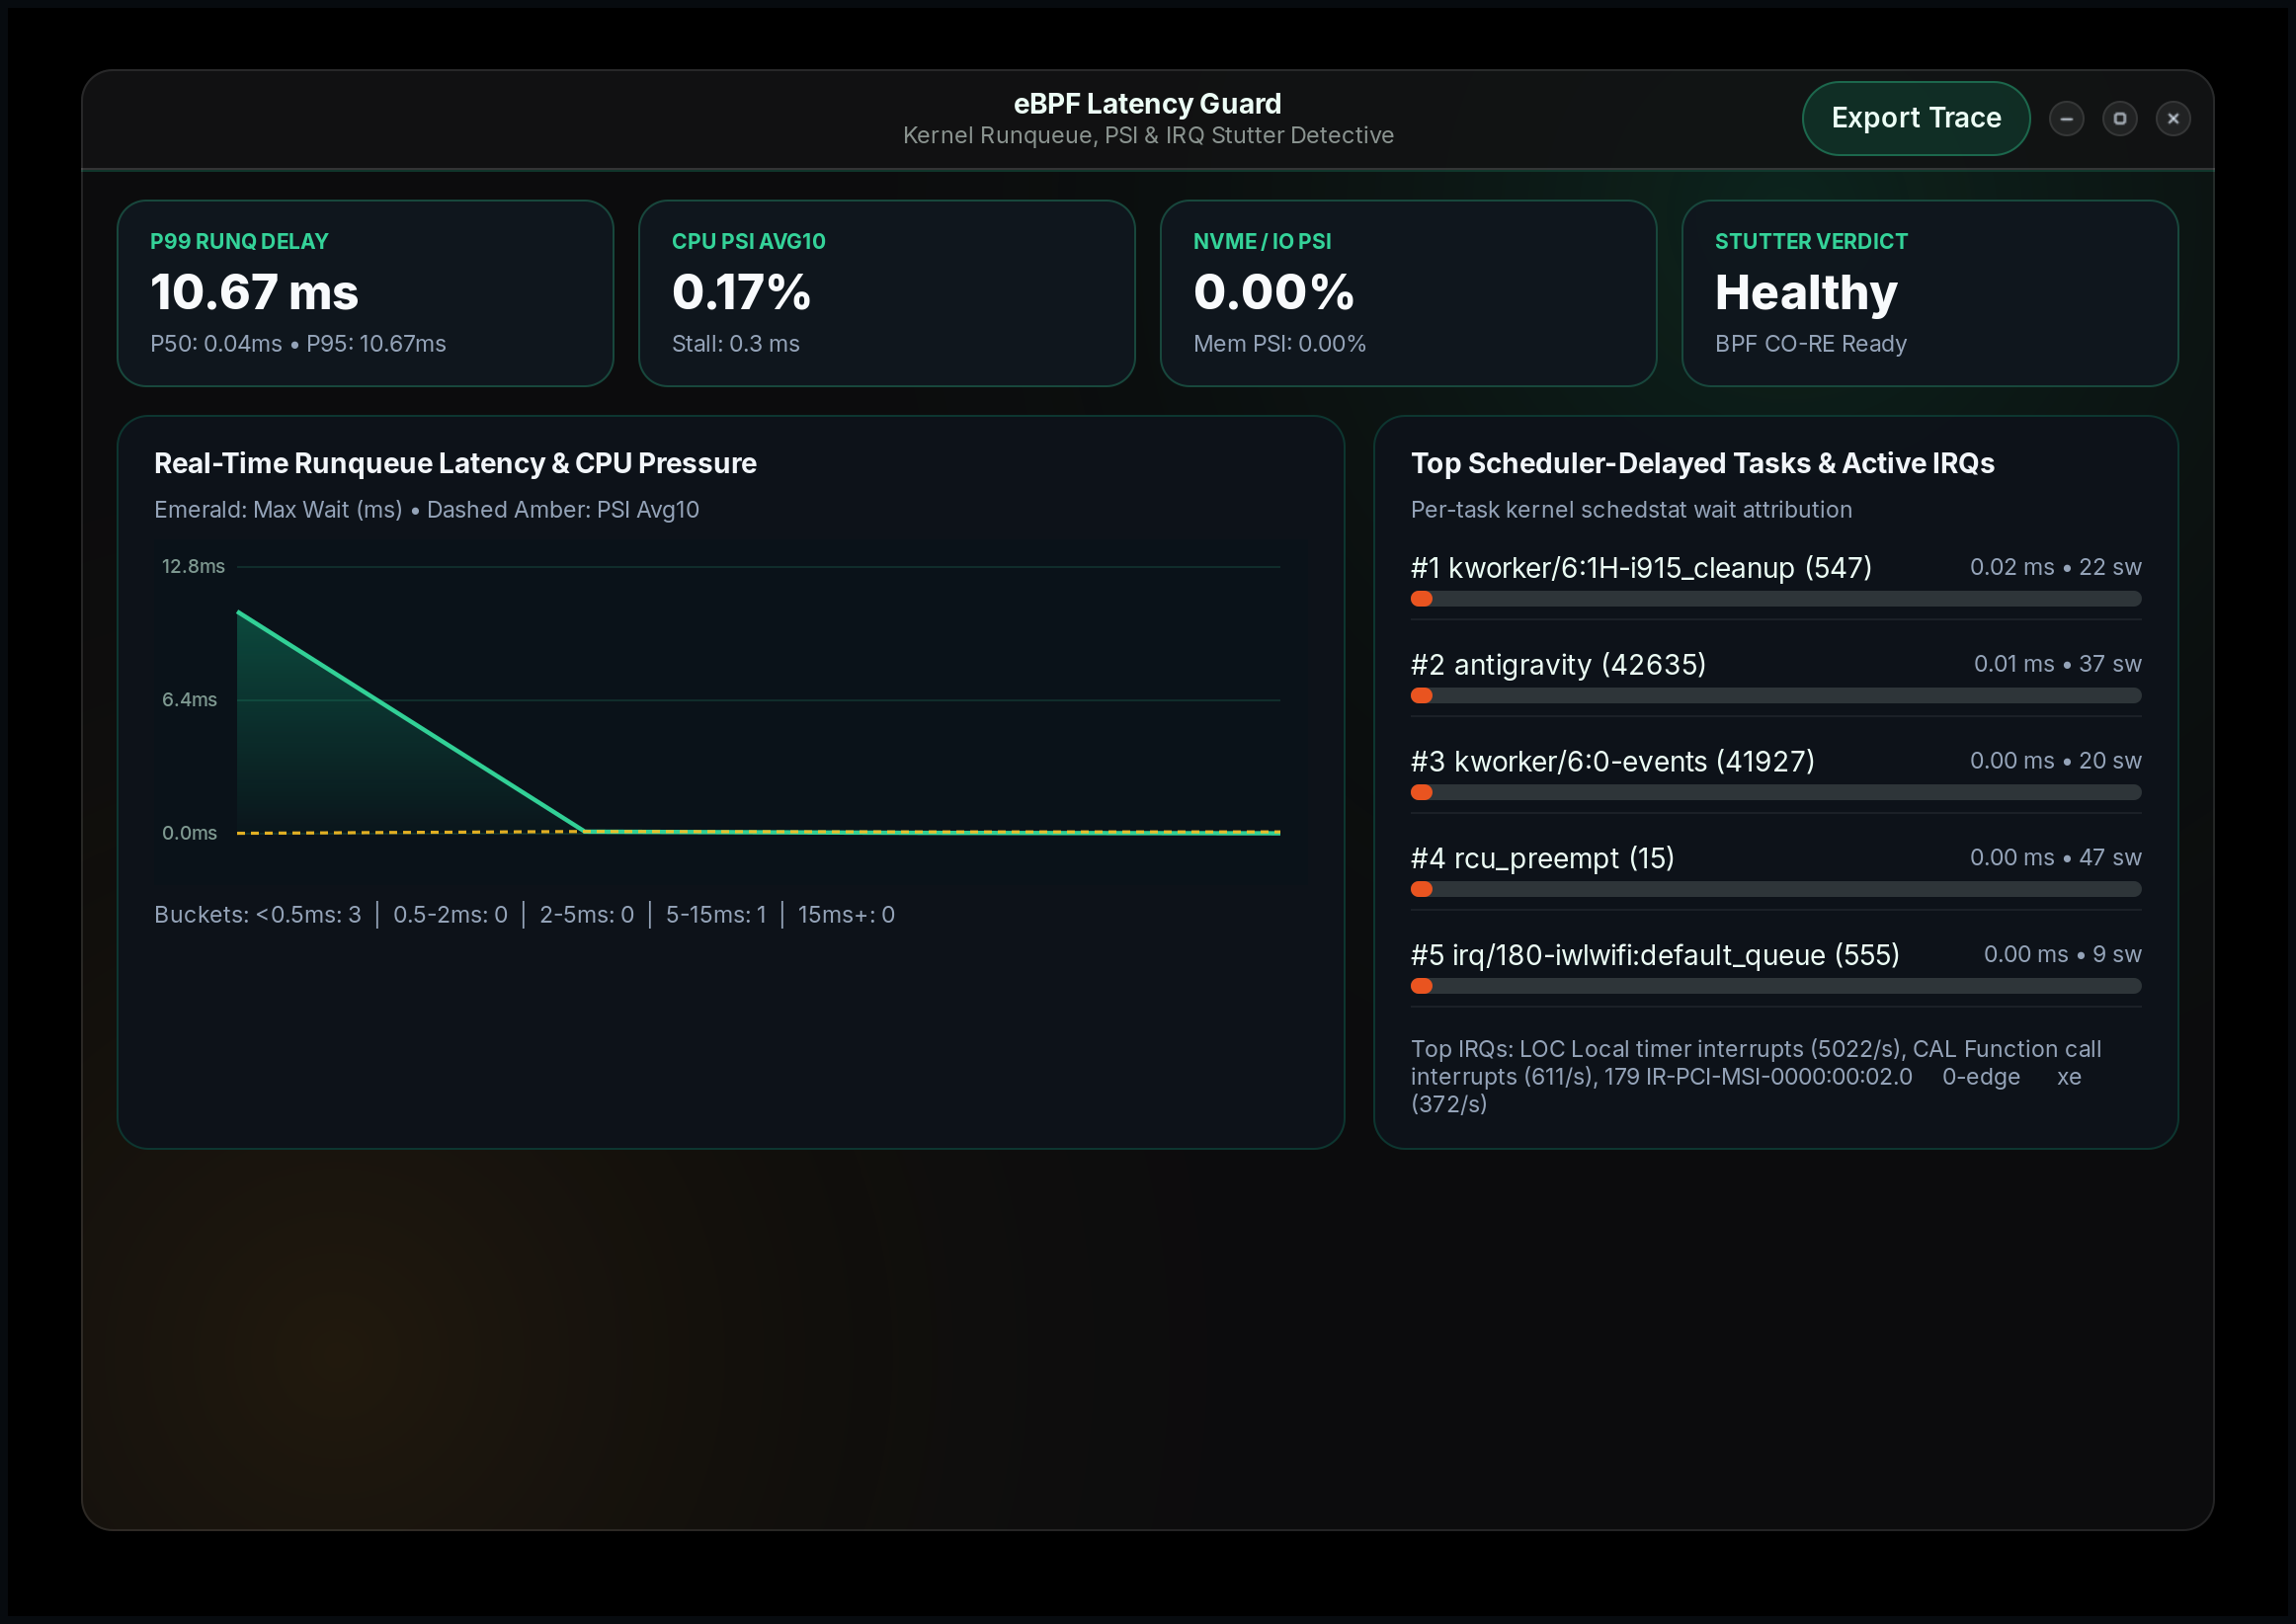 eBPF Latency Guard
Kernel Runqueue, PSI & IRQ Stutter Detective
Export Trace
P99 RUNQ DELAY
10.67 ms
P50: 0.04ms • P95: 10.67ms
CPU PSI AVG10
0.17%
Stall: 0.3 ms
NVME / IO PSI
0.00%
Mem PSI: 0.00%
STUTTER VERDICT
Healthy
BPF CO-RE Ready
Real-Time Runqueue Latency & CPU Pressure
Emerald: Max Wait (ms) • Dashed Amber: PSI Avg10
12.8ms
6.4ms
0.0ms
Buckets: <0.5ms: 3 | 0.5-2ms: 0 | 2-5ms: 0 | 5-15ms: 1 | 15ms+: 0
Top Scheduler-Delayed Tasks & Active IRQs
Per-task kernel schedstat wait attribution
#1 kworker/6:1H-i915_cleanup (547) 0.02 ms • 22 sw
#2 antigravity (42635) 0.01 ms • 37 sw
#3 kworker/6:0-events (41927) 0.00 ms • 20 sw
#4 rcu_preempt (15) 0.00 ms • 47 sw
#5 irq/180-iwlwifi:default_queue (555) 0.00 ms • 9 sw
Top IRQs: LOC Local timer interrupts (5022/s), CAL Function call
interrupts (611/s), 179 IR-PCI-MSI-0000:00:02.0 0-edge xe
(372/s)